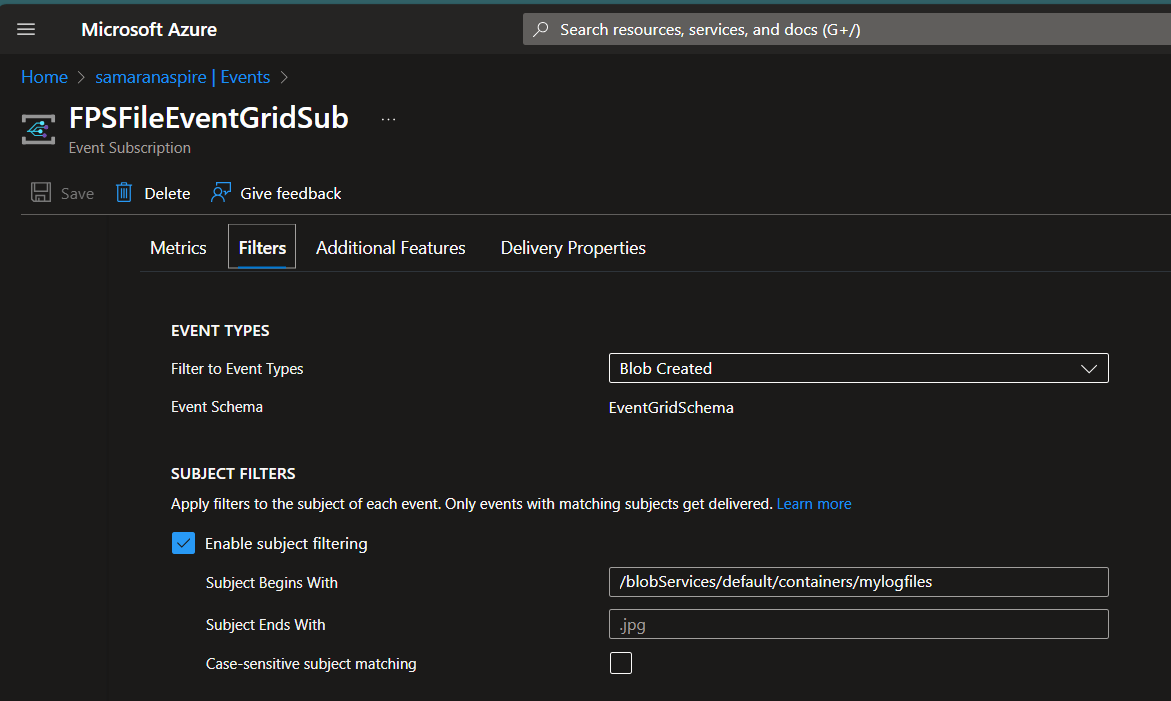 Microsoft Azure
Search resources, services, and docs (G+/)
Home > samaranaspire | Events >
FPSFileEventGridSub ...
Event Subscription
Save Delete Give feedback
Metrics Filters Additional Features Delivery Properties
EVENT TYPES
Filter to Event Types Blob Created
Event Schema EventGridSchema
SUBJECT FILTERS
Apply filters to the subject of each event. Only events with matching subjects get delivered. Learn more
Enable subject filtering
Subject Begins With /blobServices/default/containers/mylogfiles
Subject Ends With .jpg
Case-sensitive subject matching